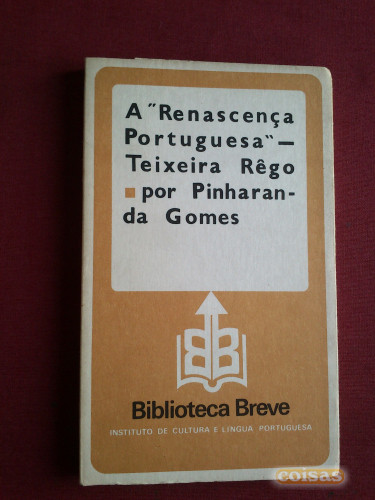 A "Renascença
Portuguesa" —
Teixeira Rêgo
por Pinharan-
da Gomes
BB
Biblioteca Breve
INSTITUTO DE CULTURA E LÍNGUA PORTUGUESA
coisas